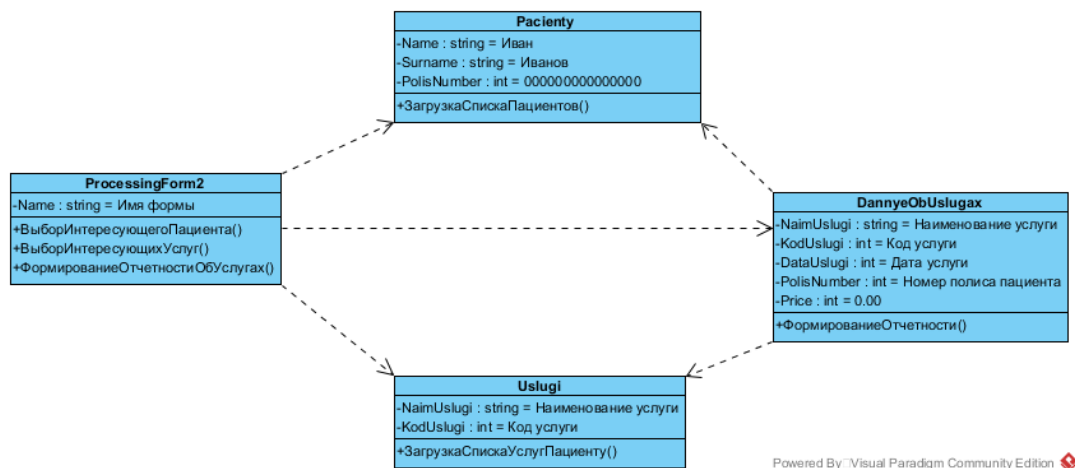 Pacienty
-Name : string = Иван
-Surname : string = Иванов
-PolisNumber : int = 000000000000000
+ЗагрузкаСпискаПациентов()
ProcessingForm2
-Name : string = Имя формы
+ВыборИнтересующегоПациента()
+ВыборИнтересующихУслуг()
+ФормированиеОтчетностиОбУслугах()
DannyeObUslugax
-NaimUslugi : string = Наименование услуги
-KodUslugi : int = Код услуги
-DataUslugi : int = Дата услуги
-PolisNumber : int = Номер полиса пациента
-Price : int = 0.00
+ФормированиеОтчетности()
Uslugi
-NaimUslugi : string = Наименование услуги
-KodUslugi : int = Код услуги
+ЗагрузкаСпискаУслугПациенту()
Powered By Visual Paradigm Community Edition